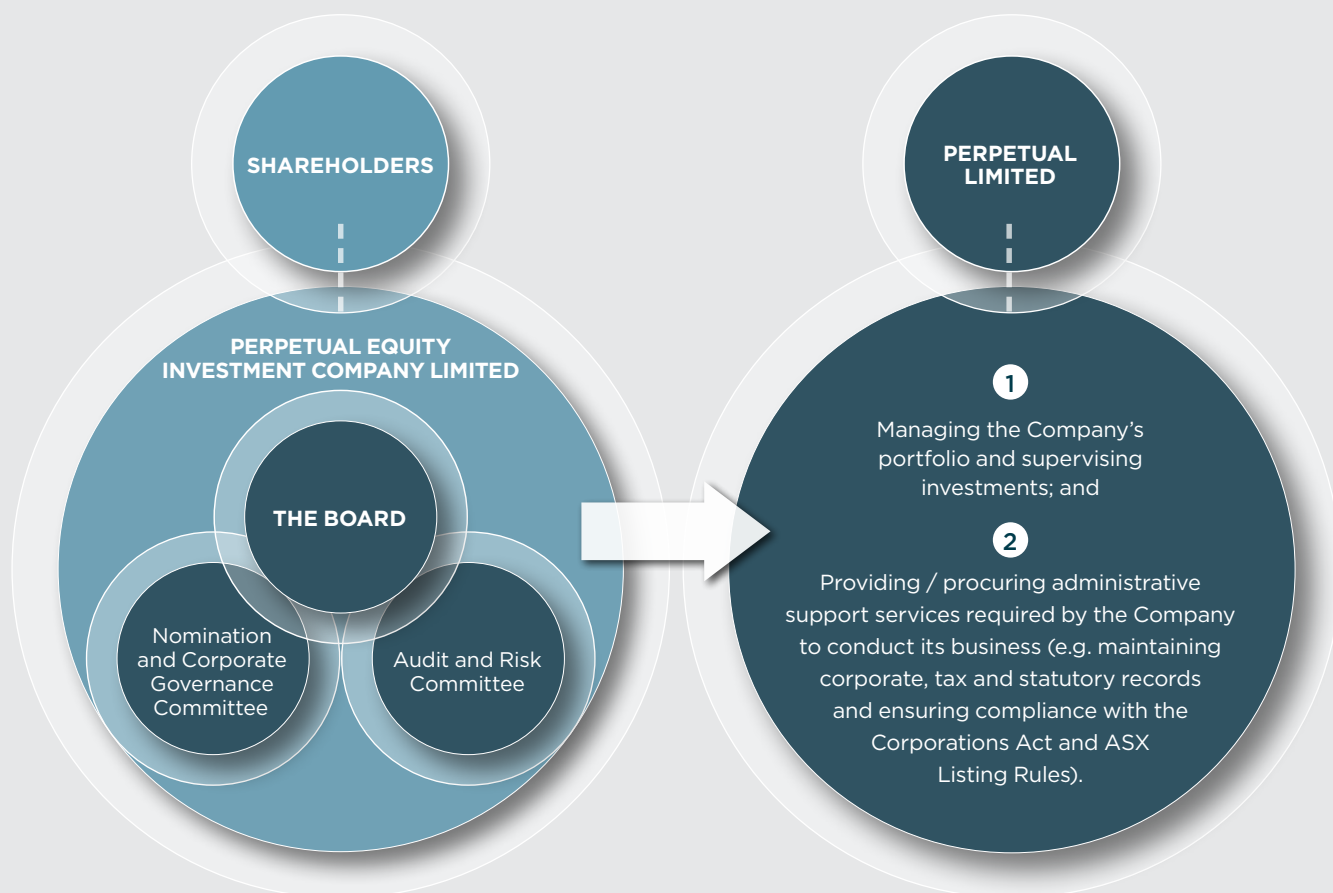 SHAREHOLDERS
PERPETUAL EQUITY
INVESTMENT COMPANY LIMITED
THE BOARD
Nomination
and Corporate
Governance
Committee
Audit and Risk
Committee
PERPETUAL
LIMITED
1
Managing the Company’s
portfolio and supervising
investments; and
2
Providing / procuring administrative
support services required by the Company
to conduct its business (e.g. maintaining
corporate, tax and statutory records
and ensuring compliance with the
Corporations Act and ASX
Listing Rules).